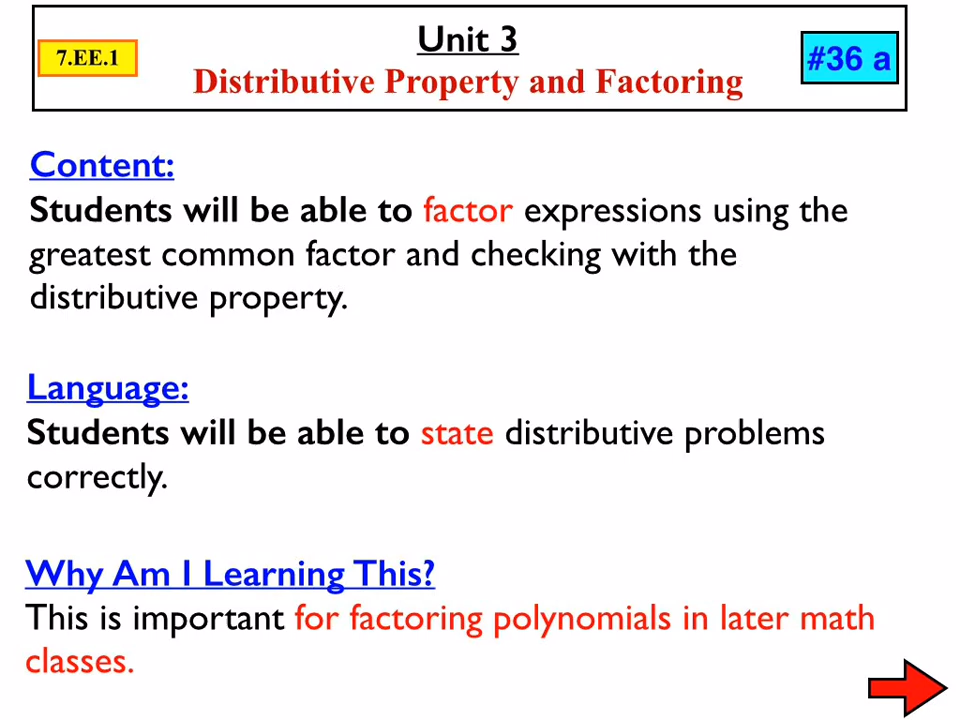 Unit 3
7.EE.1
#36 a
Distributive Property and Factoring
Content:
Students will be able to factor expressions using the
greatest common factor and checking with the
distributive property.
Language:
Students will be able to state distributive problems
correctly.
Why Am I Learning This?
This is important for factoring polynomials in later math
classes.